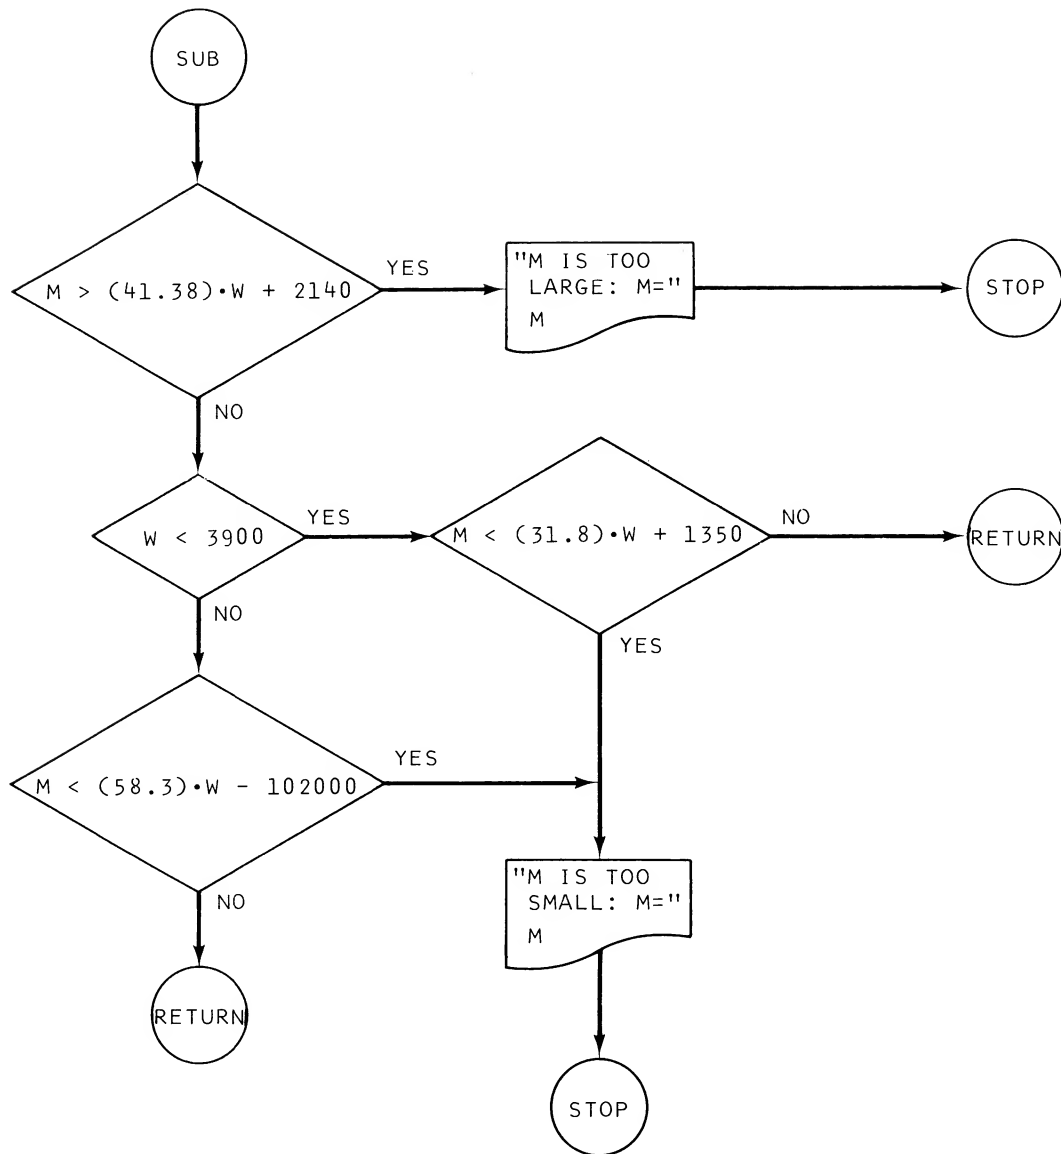 SUB
M > (41.38)•W + 2140
YES
"M IS TOO
LARGE: M="
M
STOP
NO
W < 3900
YES
M < (31.8)•W + 1350
NO
RETURN
NO
YES
M < (58.3)•W - 102000
YES
"M IS TOO
SMALL: M="
M
NO
RETURN
STOP